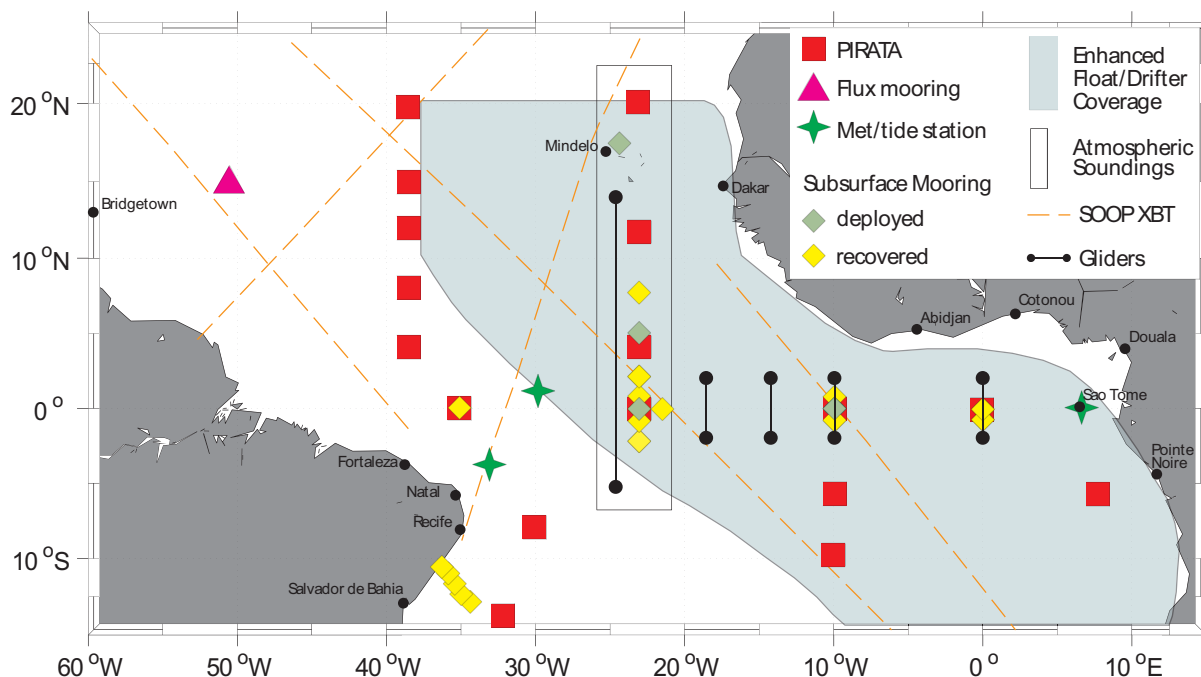 PIRATA
Flux mooring
Met/tide station
Subsurface Mooring
deployed
recovered
Enhanced
Float/Drifter
Coverage
Atmospheric
Soundings
SOOP XBT
Gliders
20 °N
10 °N
0 °
10 °S
Bridgetown
Mindelo
Dakar
Abidjan
Cotonou
Douala
Sao Tome
Pointe
Noire
Fortaleza
Natal
Recife
Salvador de Bahia
60 °W
50 °W
40 °W
30 °W
20 °W
10 °W
0 °
10 °E